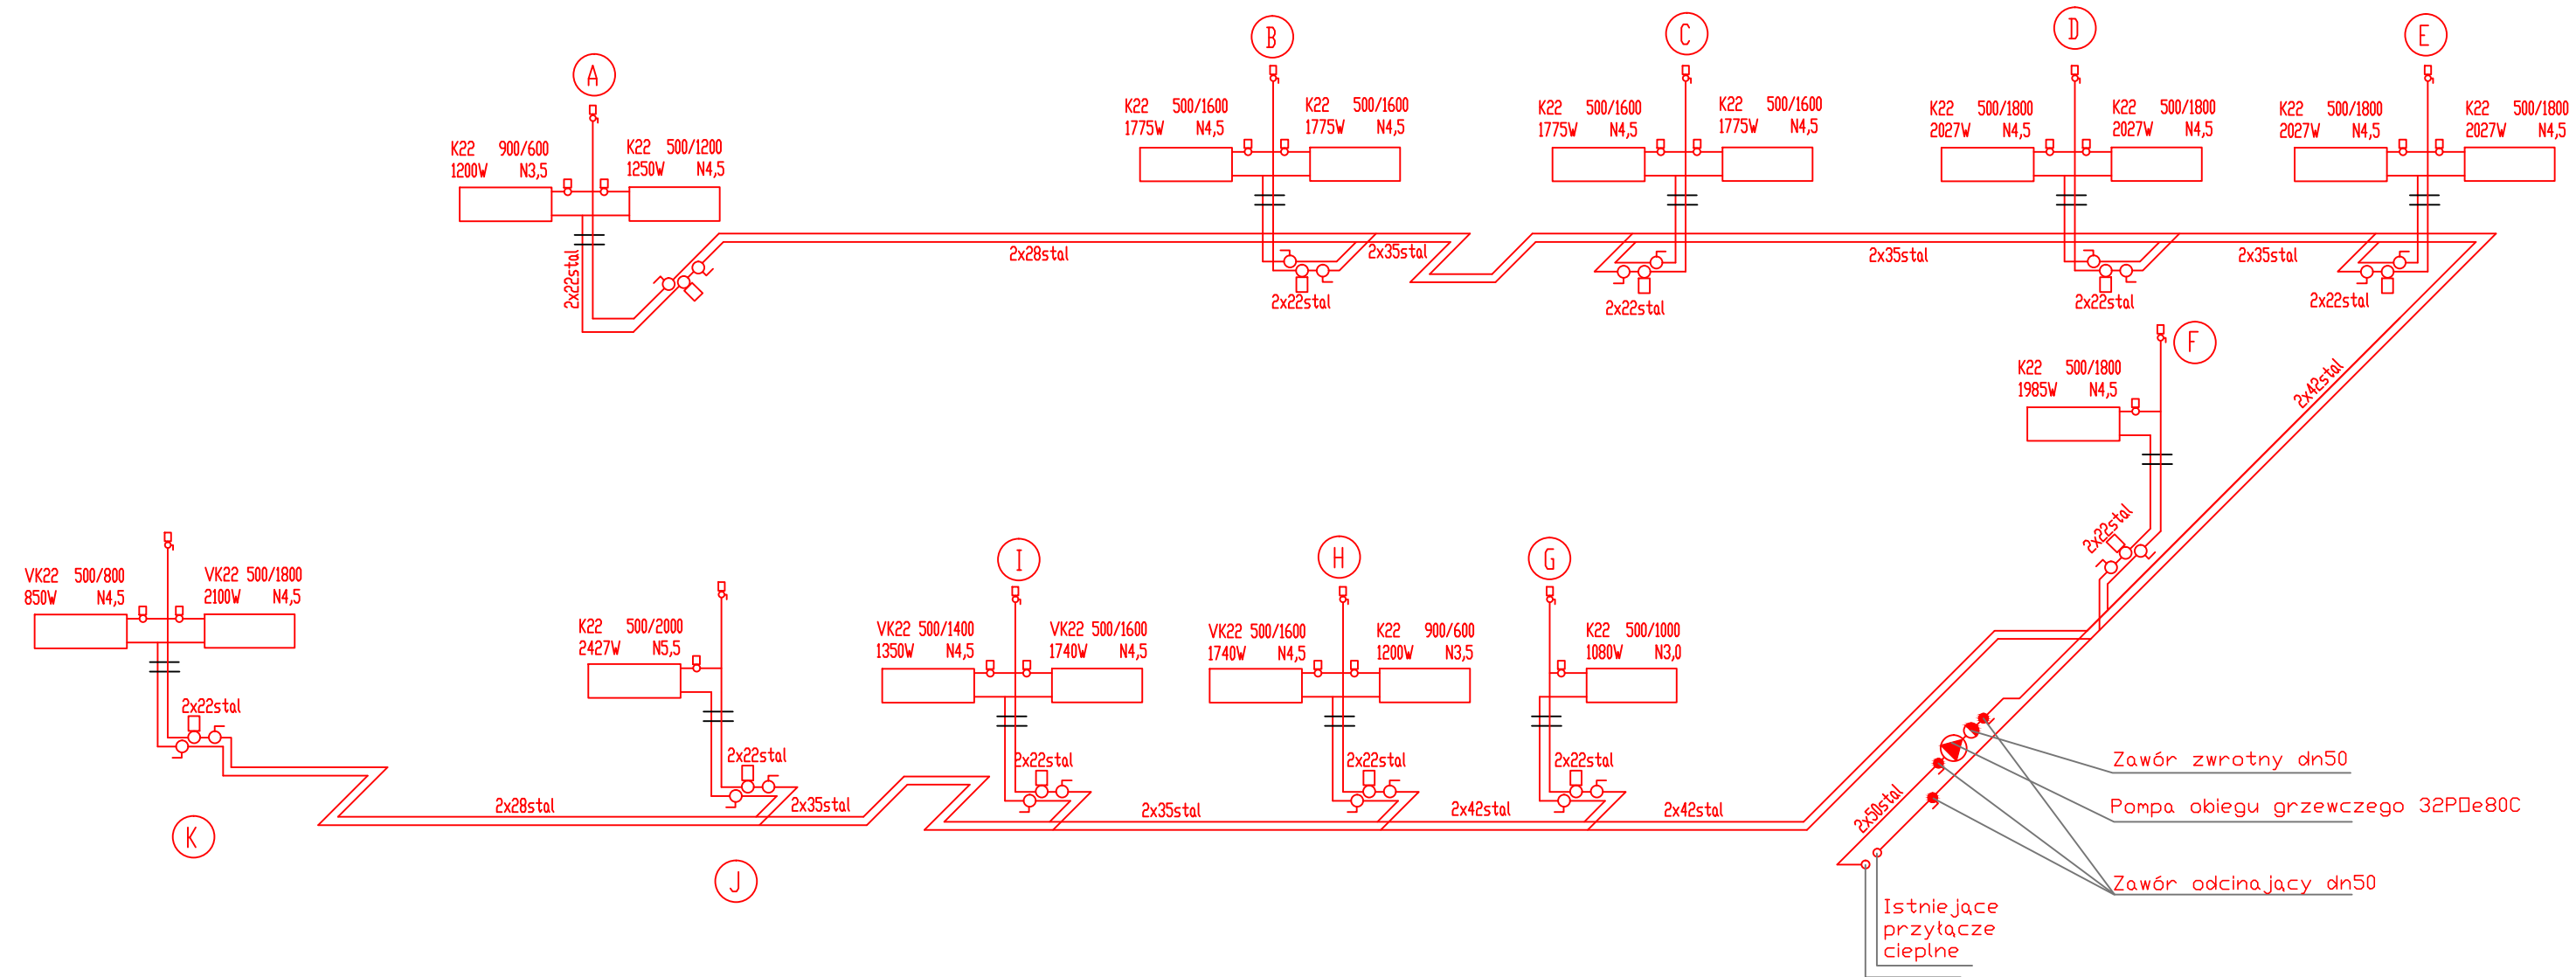 A
K22 900/600
1200W N3,5
K22 500/1200
1250W N4,5
2x22stal
2x28stal
B
K22 500/1600
1775W N4,5
K22 500/1600
1775W N4,5
2x22stal
2x35stal
C
K22 500/1600
1775W N4,5
K22 500/1600
1775W N4,5
2x22stal
2x35stal
D
K22 500/1800
2027W N4,5
K22 500/1800
2027W N4,5
2x22stal
2x35stal
E
K22 500/1800
2027W N4,5
K22 500/1800
2027W N4,5
2x22stal
2x42stal
F
K22 500/1800
1985W N4,5
2x22stal
VK22 500/800
850W N4,5
VK22 500/1800
2100W N4,5
2x22stal
K
2x28stal
K22 500/2000
2427W N5,5
2x22stal
J
2x35stal
I
VK22 500/1400
1350W N4,5
VK22 500/1600
1740W N4,5
2x22stal
2x35stal
H
VK22 500/1600
1740W N4,5
K22 900/600
1200W N3,5
2x22stal
2x42stal
G
K22 500/1000
1080W N3,0
2x22stal
2x42stal
2x50stal
Zawór zwrotny dn50
Pompa obiegu grzewczego 32P□e80C
Zawór odcinający dn50
Istniejące
przyłącze
cieplne